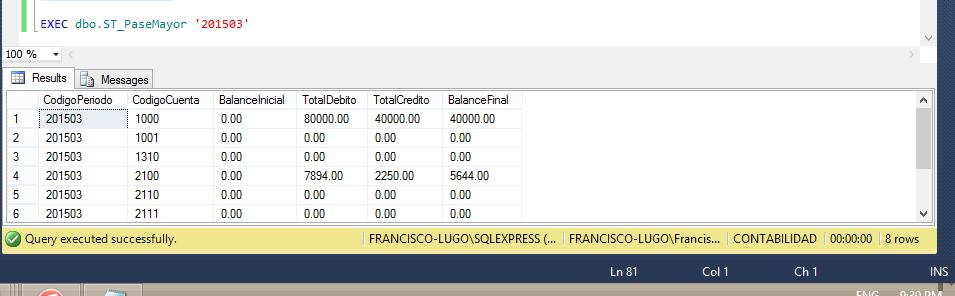 EXEC dbo.ST_PaseMayor '201503'
100 %
Results Messages
CodigoPeriodo CodigoCuenta BalanceInicial TotalDebito TotalCredito BalanceFinal
1 201503 1000 0.00 80000.00 40000.00 40000.00
2 201503 1001 0.00 0.00 0.00 0.00
3 201503 1310 0.00 0.00 0.00 0.00
4 201503 2100 0.00 7894.00 2250.00 5644.00
5 201503 2110 0.00 0.00 0.00 0.00
6 201503 2111 0.00 0.00 0.00 0.00
Query executed successfully. FRANCISCO-LUGO\SQLEXPRESS (... FRANCISCO-LUGO\Francis... CONTABILIDAD 00:00:00 8 rows
Ln 81 Col 1 Ch 1 INS
ENG 9:30 PM